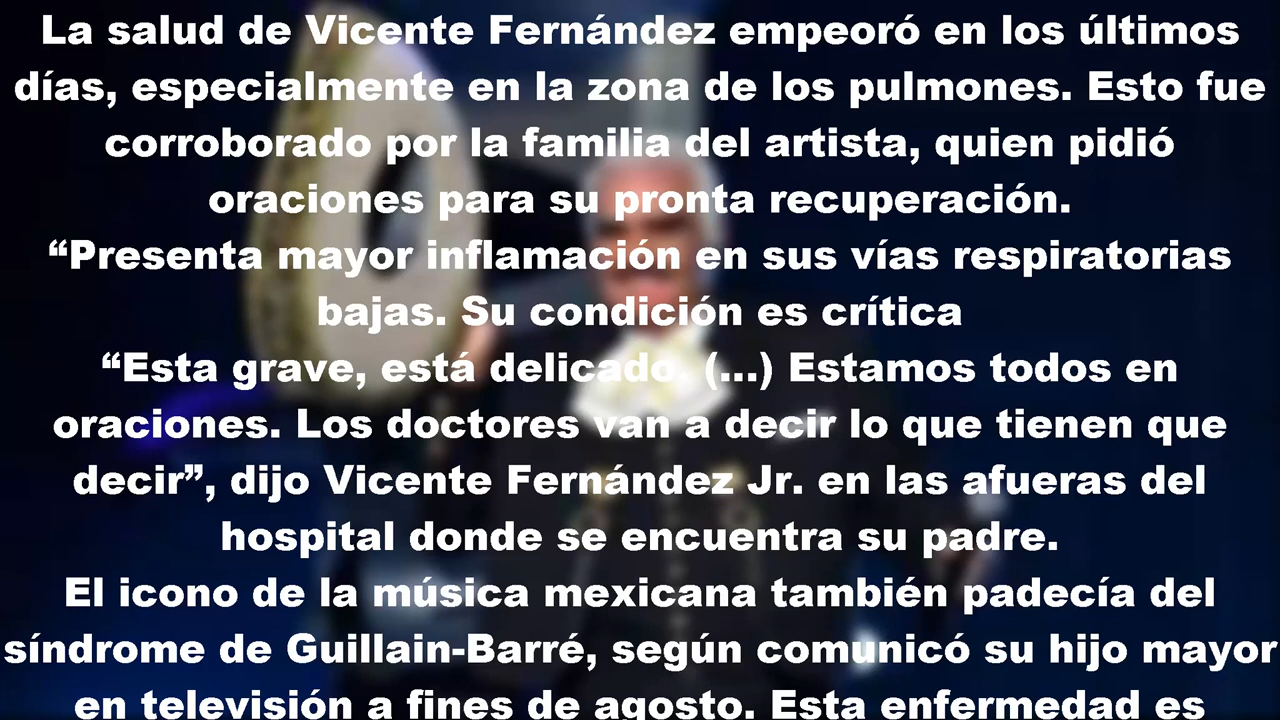 La salud de Vicente Fernández empeoró en los últimos
días, especialmente en la zona de los pulmones. Esto fue
corroborado por la familia del artista, quien pidió
oraciones para su pronta recuperación.
“Presenta mayor inflamación en sus vías respiratorias
bajas. Su condición es crítica
“Esta grave, está delicado. (...) Estamos todos en
oraciones. Los doctores van a decir lo que tienen que
decir”, dijo Vicente Fernández Jr. en las afueras del
hospital donde se encuentra su padre.
El icono de la música mexicana también padecía del
síndrome de Guillain-Barré, según comunicó su hijo mayor
en televisión a fines de agosto. Esta enfermedad es